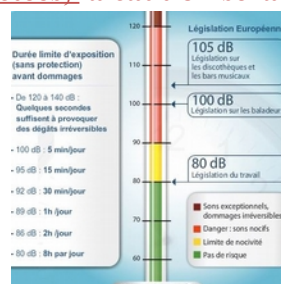 Durée limite d'exposition
(sans protection)
avant dommages
- De 120 à 140 dB :
Quelques secondes
suffisent à provoquer
des dégâts irréversibles
- 100 dB : 5 min/jour
- 95 dB : 15 min/jour
- 92 dB : 30 min/jour
- 89 dB : 1h /jour
- 86 dB : 2h /jour
- 80 dB : 8h par jour
120
110
100
90
80
70
60
Législation Européenn
105 dB
Législation sur
les discothèques et
les bars musicaux
100 dB
Législation sur les baladeur
80 dB
Législation du travail
Sons exceptionnels,
dommages irréversibles
Danger : sons nocifs
Limite de nocivité
Pas de risque